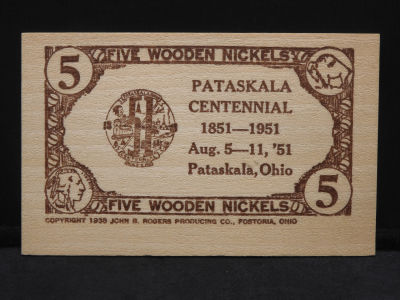 FIVE WOODEN NICKELS
5
PATASKALA
CENTENNIAL
1851—1951
Aug. 5—11, '51
Pataskala, Ohio
5
FIVE WOODEN NICKELS
COPYRIGHT 1935 JOHN B. ROGERS PRODUCING CO., FOSTORIA, OHIO